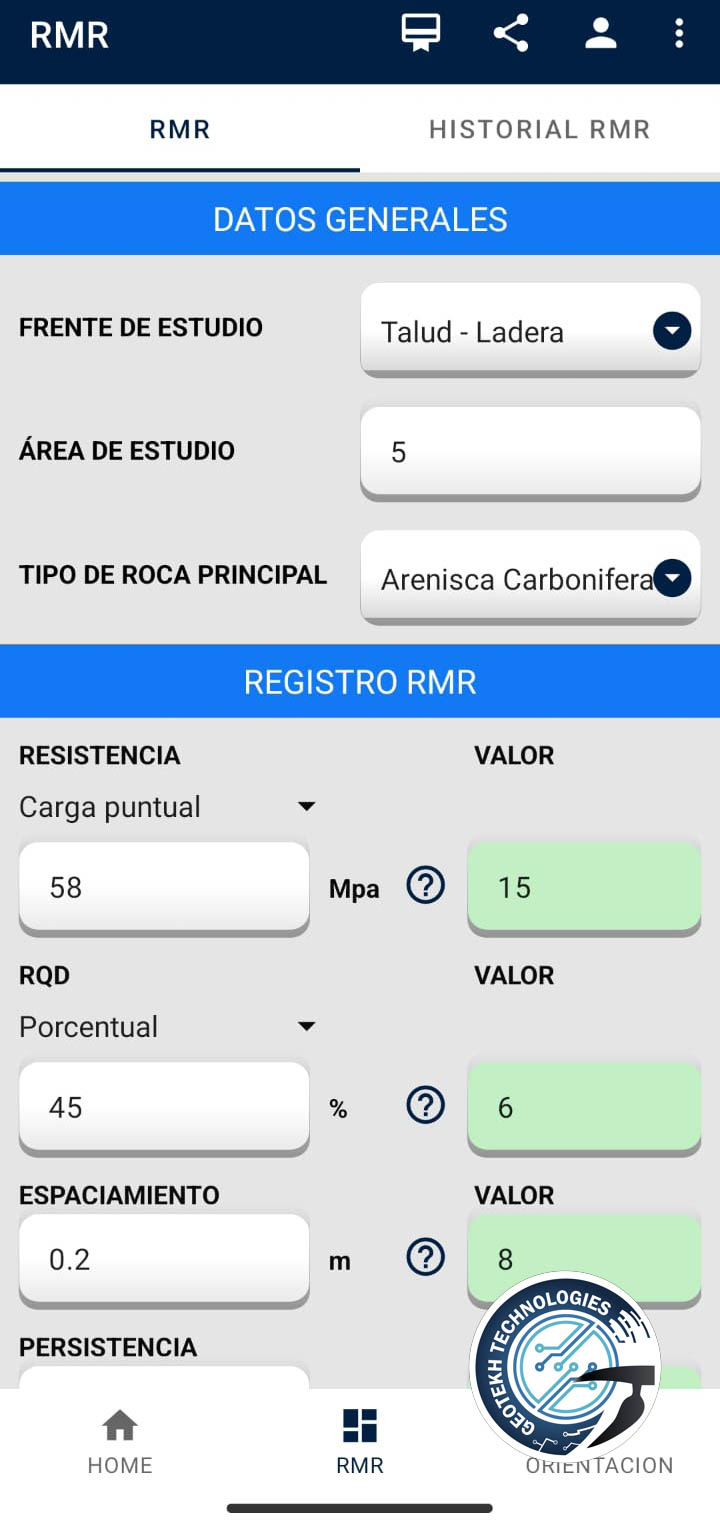 RMR
RMR HISTORIAL RMR
DATOS GENERALES
FRENTE DE ESTUDIO Talud - Ladera
ÁREA DE ESTUDIO 5
TIPO DE ROCA PRINCIPAL Arenisca Carbonifera
REGISTRO RMR
RESISTENCIA VALOR
Carga puntual
58 Mpa ? 15
RQD VALOR
Porcentual
45 % ? 6
ESPACIAMIENTO VALOR
0.2 m ? 8
PERSISTENCIA
GEOTEKH TECHNOLOGIES
HOME RMR ORIENTACION